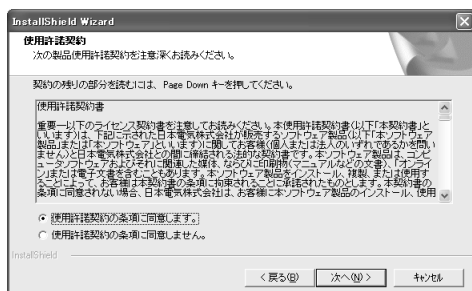 InstallShield Wizard
使用許諾契約
次の製品使用許諾契約を注意深くお読みください。
契約の残りの部分を読むには、Page Down キーを押してください。
使用許諾契約書
重要―以下のライセンス契約書を注意してお読みください。本使用許諾契約書(以下「本契約書」と
いいます)は、下記に示された日本電気株式会社が販売するソフトウェア製品(以下「本ソフトウェア
製品」または「本ソフトウェア」といいます)に関してお客様(個人または法人のいずれであるかを問い
ません)と日本電気株式会社との間に締結される法的な契約書です。本ソフトウェア製品は、コンピ
ュータソフトウェアおよびそれに関連した媒体、ならびに印刷物(マニュアルなどの文書)、「オンライ
ン」または電子文書を含むこともあります。本ソフトウェア製品をインストール、複製、または使用す
ることによって、お客様は本契約書の条項に拘束されることに承諾されたものとします。本契約書の
条項に同意されない場合、日本電気株式会社は、お客様に本ソフトウェア製品のインストール、使用
使用許諾契約の条項に同意します。
使用許諾契約の条項に同意しません。
InstallShield
< 戻る(B)
次へ(N) >
キャンセル